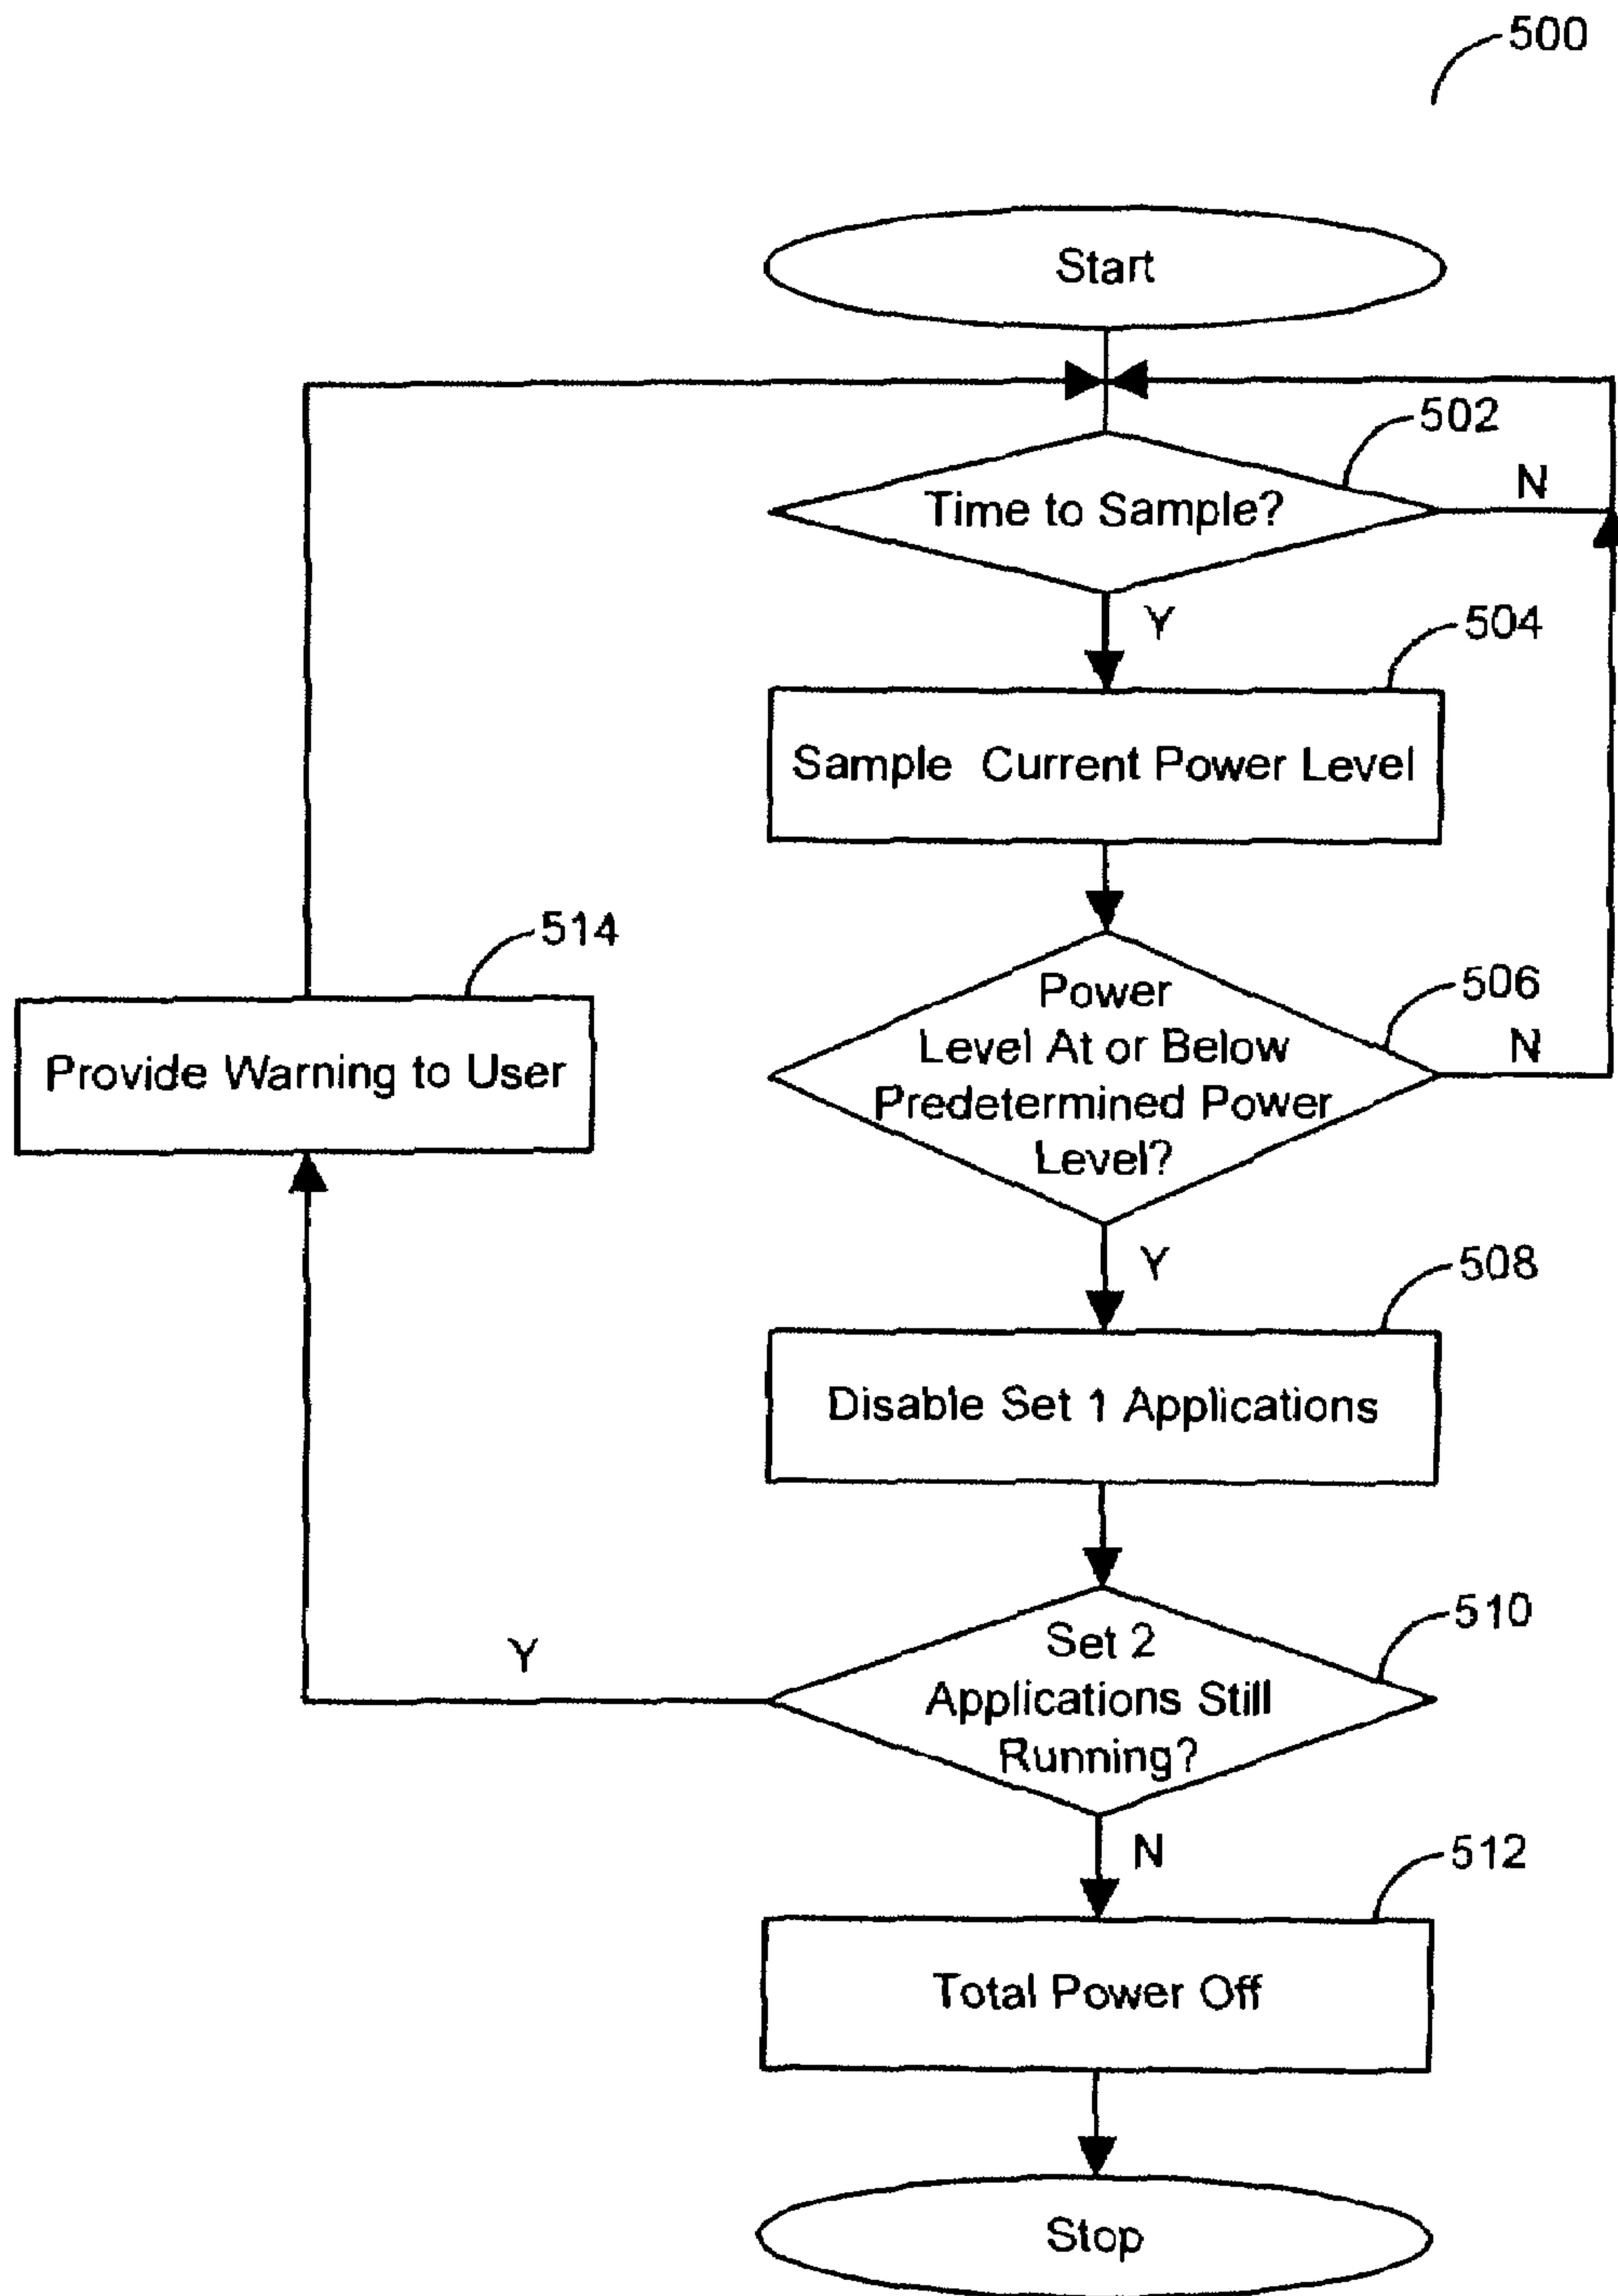 500
Start
502
Time to Sample?
N
Y
504
Sample Current Power Level
514
Provide Warning to User
506
Power
Level At or Below
Predetermined Power
Level?
N
Y
508
Disable Set 1 Applications
510
Set 2
Applications Still
Running?
Y
N
512
Total Power Off
Stop